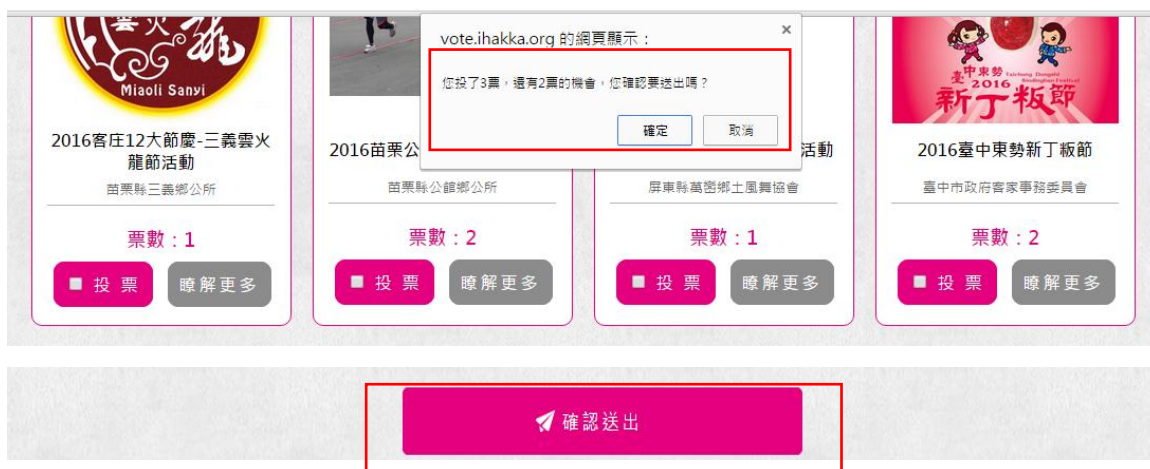 雲火
龍
Miaoli Sanyi
vote.ihakka.org 的網頁顯示：
×
您投了3票，還有2票的機會，您確認要送出嗎？
確定
取消
臺中東勢
2016
新丁粄節
2016客庄12大節慶-三義雲火
龍節活動
苗栗縣三義鄉公所
票數：1
投 票
瞭解更多
2016苗栗公
苗栗縣公館鄉公所
票數：2
投 票
瞭解更多
活動
屏東縣萬巒鄉土風舞協會
票數：1
投 票
瞭解更多
2016臺中東勢新丁粄節
臺中市政府客家事務委員會
票數：2
投 票
瞭解更多
確認送出